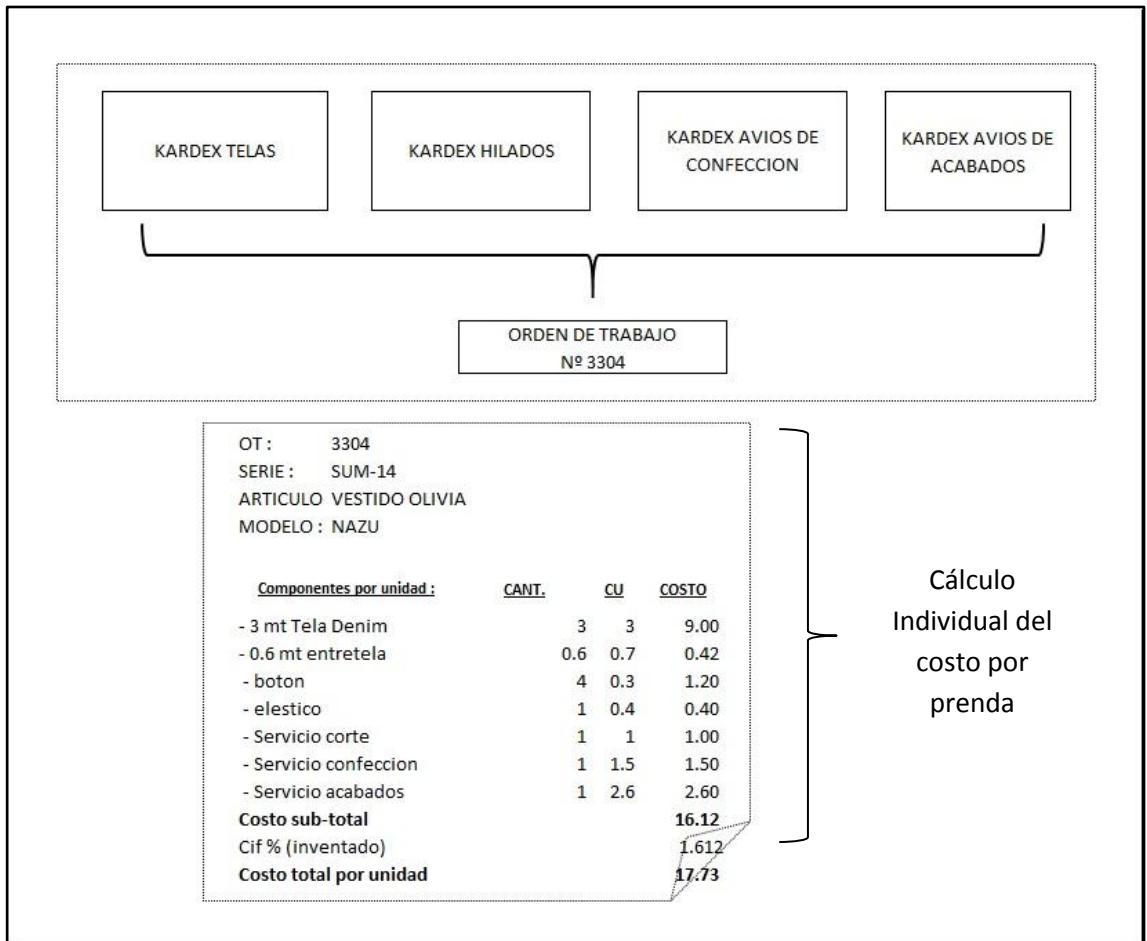 KARDEX TELAS
KARDEX HILADOS
KARDEX AVIOS DE
CONFECCION
KARDEX AVIOS DE
ACABADOS
ORDEN DE TRABAJO
Nº 3304
OT : 3304
SERIE : SUM-14
ARTICULO VESTIDO OLIVIA
MODELO : NAZU
Componentes por unidad : CANT. CU COSTO
- 3 mt Tela Denim 3 3 9.00
- 0.6 mt entretela 0.6 0.7 0.42
- boton 4 0.3 1.20
- elestico 1 0.4 0.40
- Servicio corte 1 1 1.00
- Servicio confeccion 1 1.5 1.50
- Servicio acabados 1 2.6 2.60
Costo sub-total 16.12
Cif % (inventado) 1.612
Costo total por unidad 17.73
Cálculo
Individual del
costo por
prenda